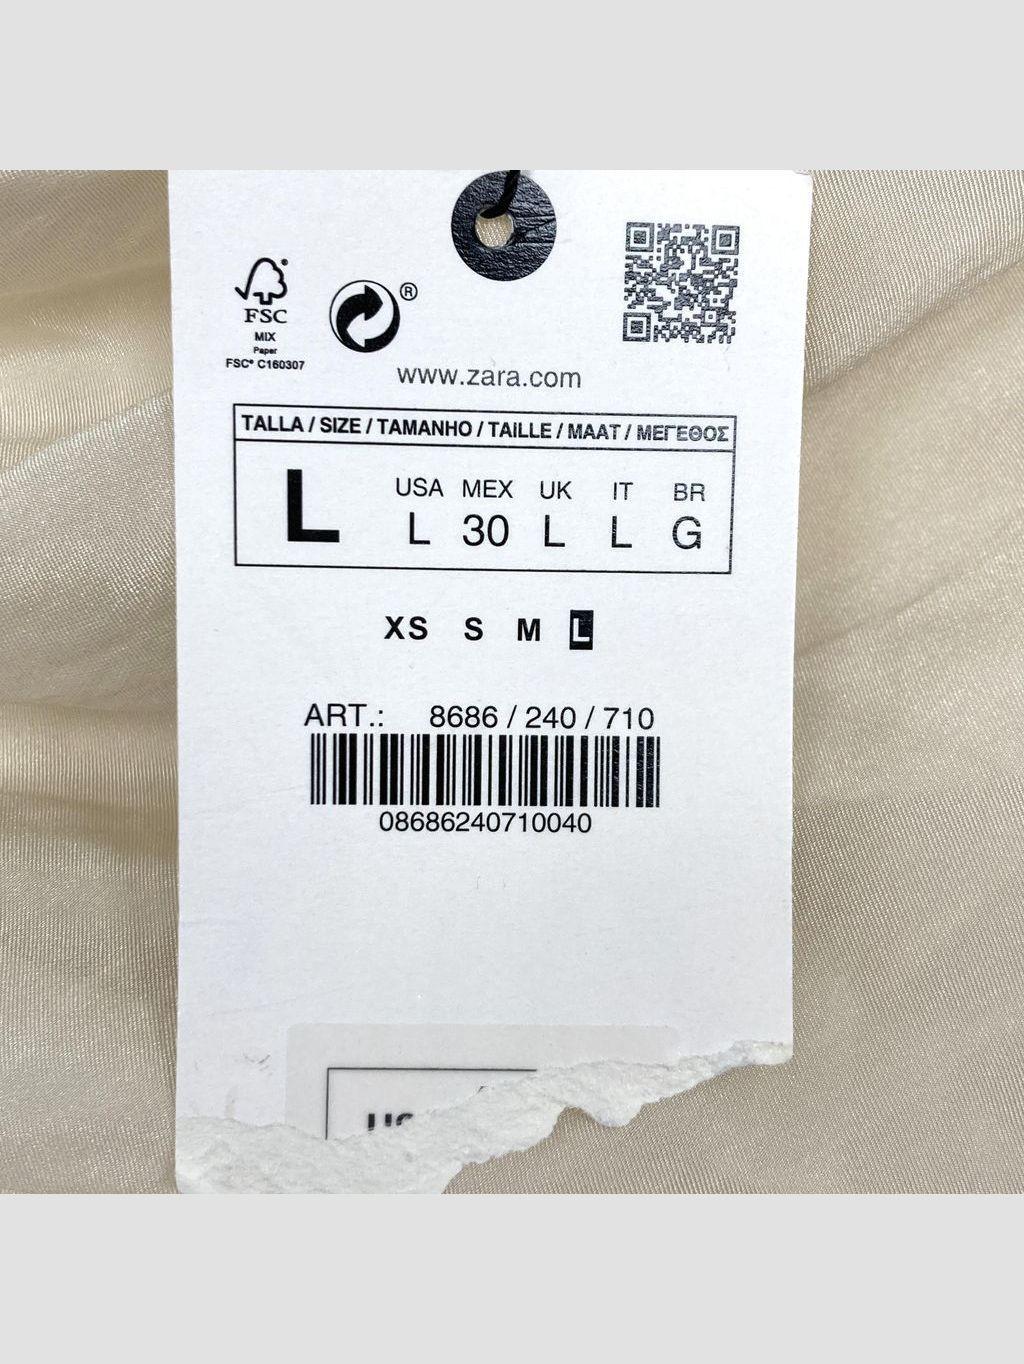 FSC
MIX
Paper
FSC® C160307
®
www.zara.com
TALLA / SIZE / TAMANHO / TAILLE / MAAT / ΜΕΓΕΘΟΣ
L
USA MEX UK IT BR
L 30 L L G
XS S M L
ART.: 8686 / 240 / 710
08686240710040